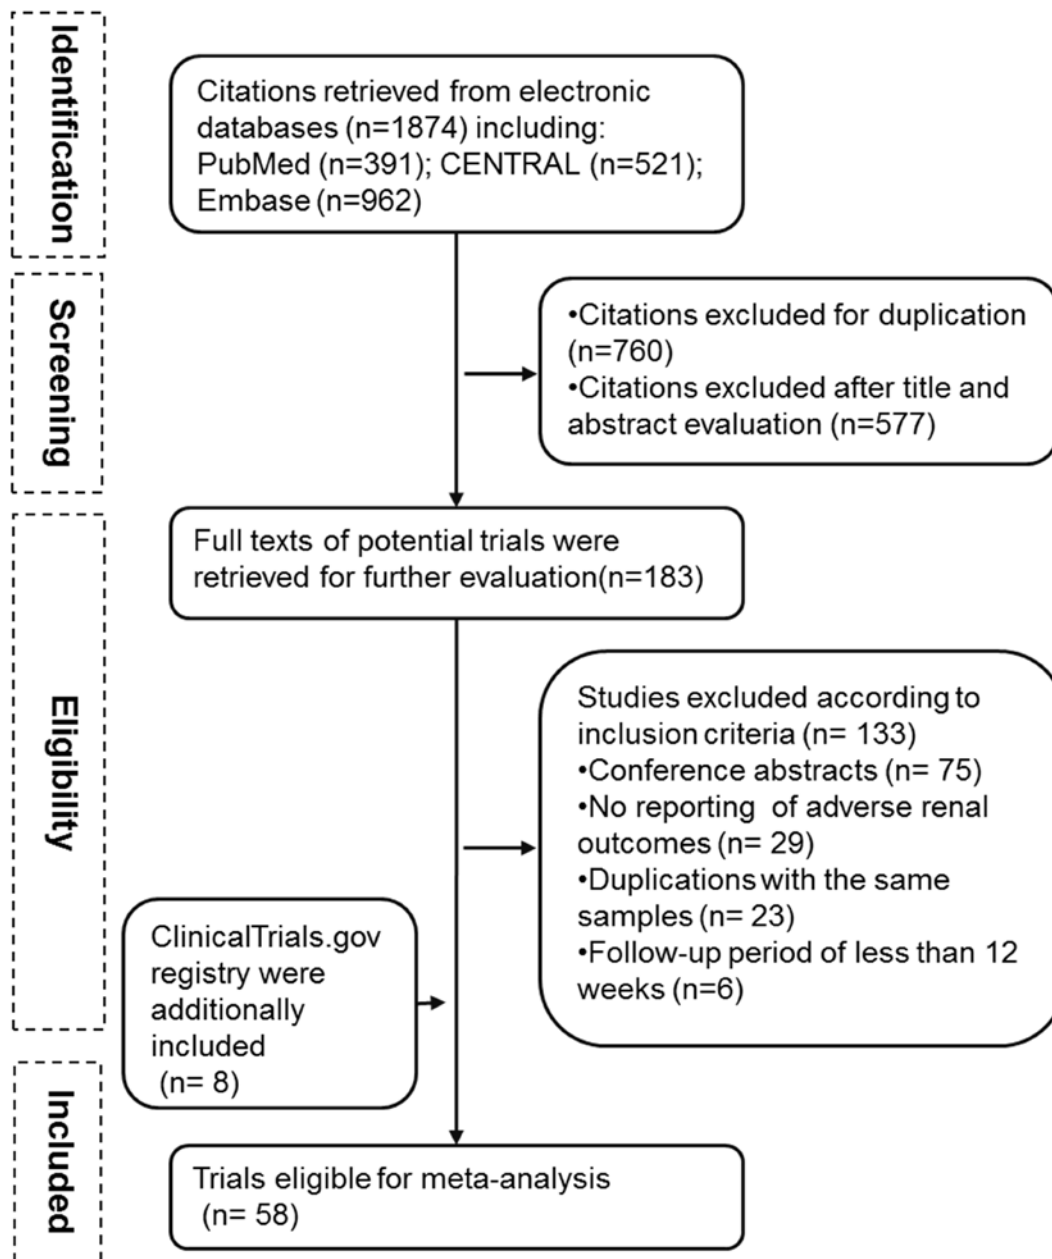 Identification
Citations retrieved from electronic
databases (n=1874) including:
PubMed (n=391); CENTRAL (n=521);
Embase (n=962)
Screening
•Citations excluded for duplication
(n=760)
•Citations excluded after title and
abstract evaluation (n=577)
Eligibility
Full texts of potential trials were
retrieved for further evaluation(n=183)
Studies excluded according to
inclusion criteria (n= 133)
•Conference abstracts (n= 75)
•No reporting of adverse renal
outcomes (n= 29)
•Duplications with the same
samples (n= 23)
•Follow-up period of less than 12
weeks (n=6)
ClinicalTrials.gov
registry were
additionally
included
(n= 8)
Included
Trials eligible for meta-analysis
(n= 58)